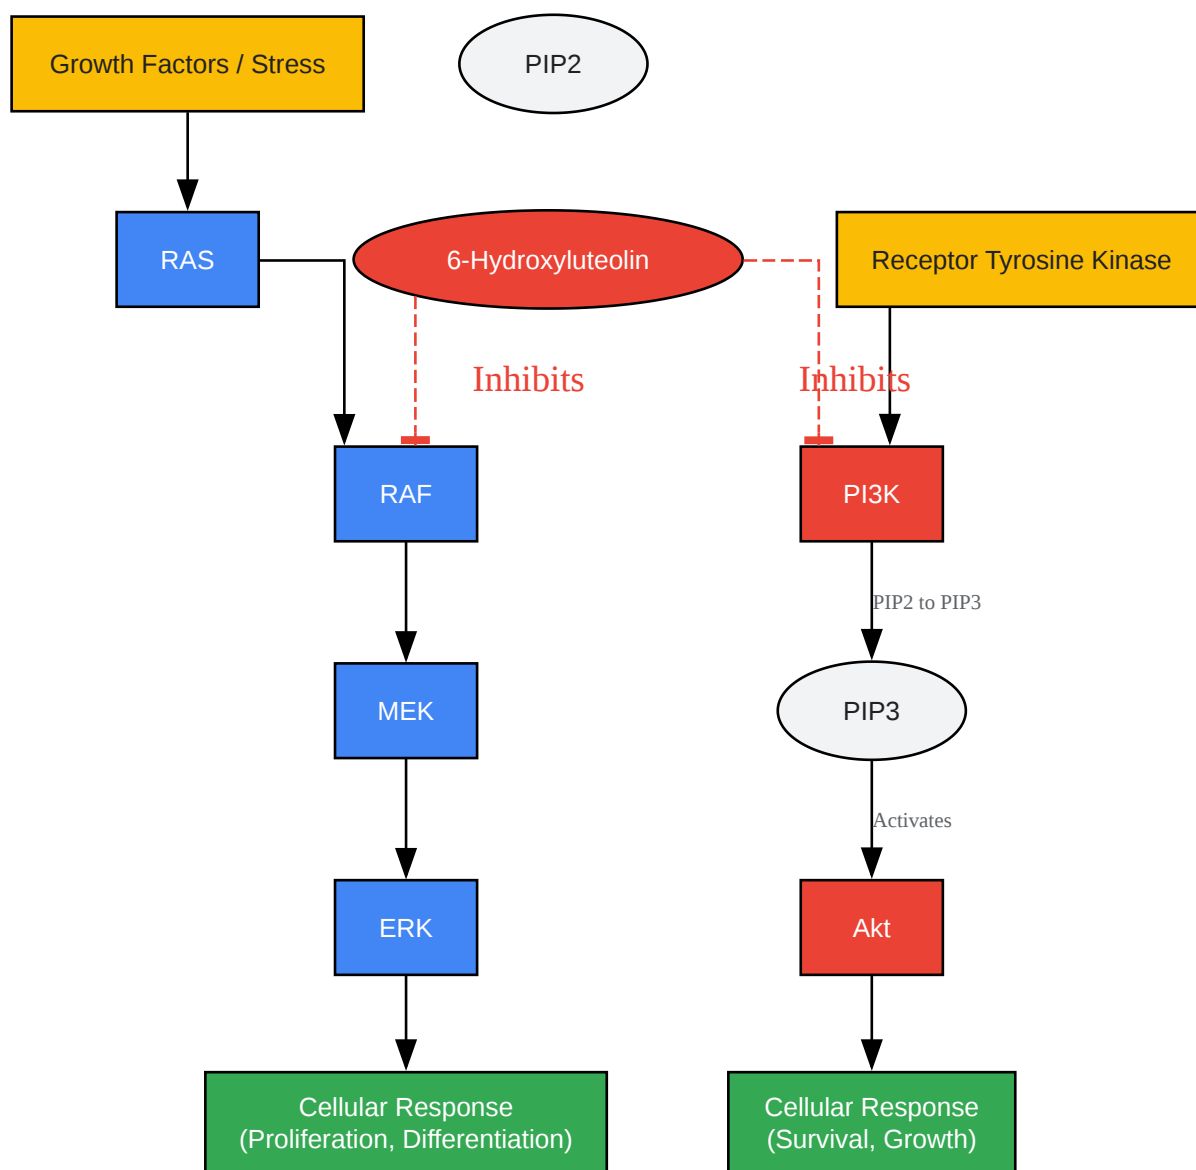 Growth Factors / Stress
PIP2
RAS
6-Hydroxyluteolin
Receptor Tyrosine Kinase
Inhibits
Inhibits
RAF
PI3K
PIP2 to PIP3
MEK
PIP3
Activates
ERK
Akt
Cellular Response
(Proliferation, Differentiation)
Cellular Response
(Survival, Growth)